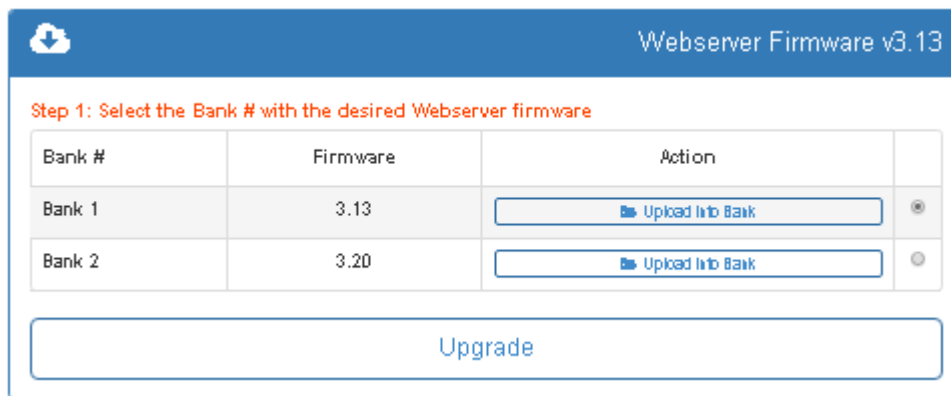 Webserver Firmware v3.13
Step 1: Select the Bank # with the desired Webserver firmware
Bank # Firmware Action
Bank 1 3.13 Upload Into Bank
Bank 2 3.20 Upload Into Bank
Upgrade